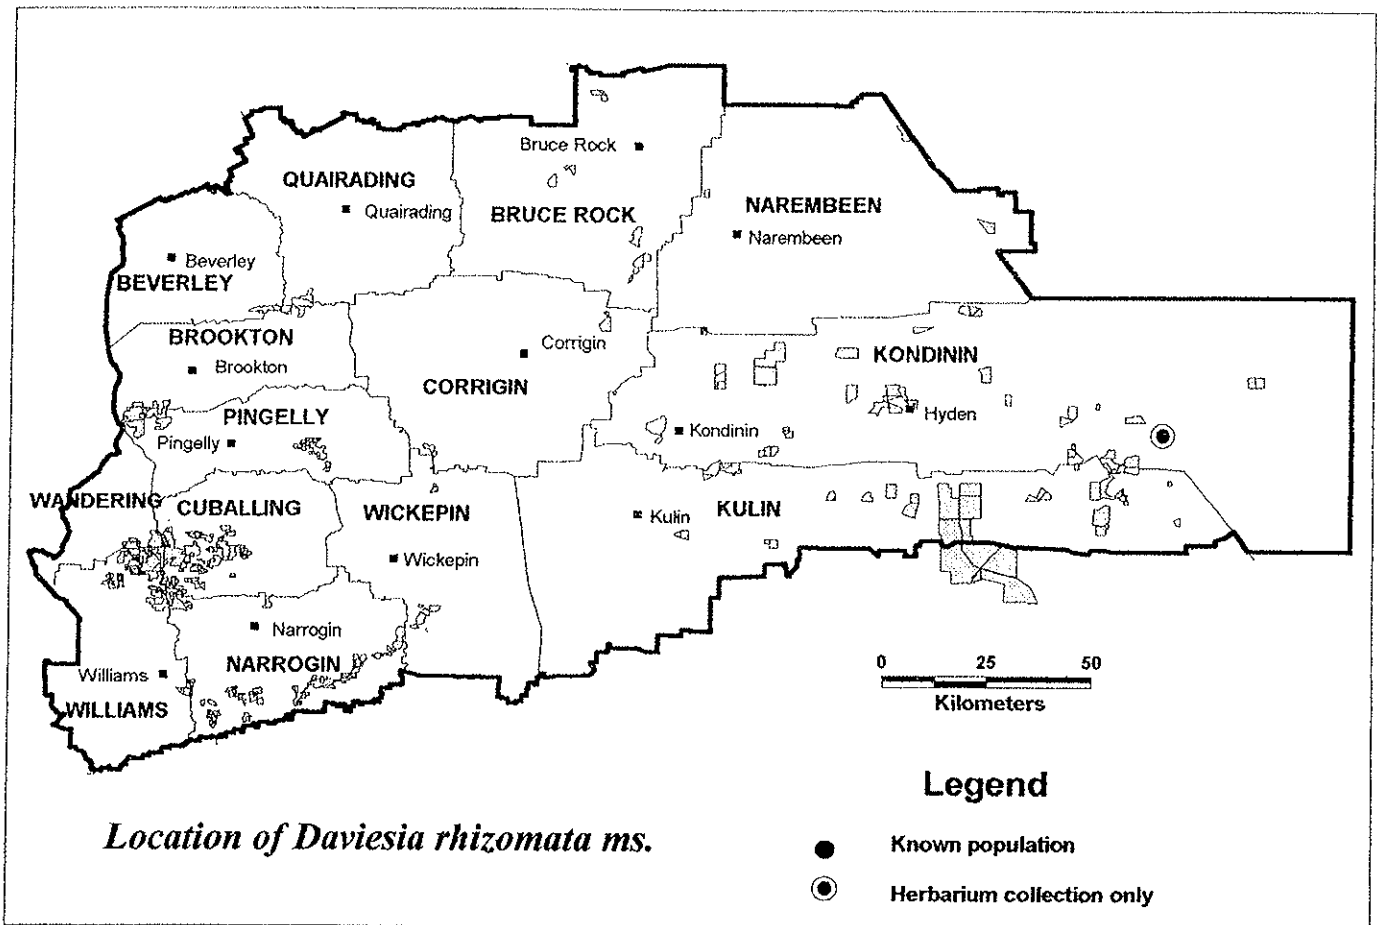 Bruce Rock
QUAIRADING
Quairading
BRUCE ROCK
NAREMBEEN
Narembeen
Beverley
BEVERLEY
BROOKTON
Brookton
Corrigin
CORRIGIN
KONDININ
Hyden
PINGELLY
Pingelly
Kondinin
WANDERING
CUBALLING
WICKEPIN
Wickepin
Kulin
KULIN
Narrogin
NARROGIN
Williams
WILLIAMS
0 25 50
Kilometers
Legend
Location of Daviesia rhizomata ms.
Known population
Herbarium collection only